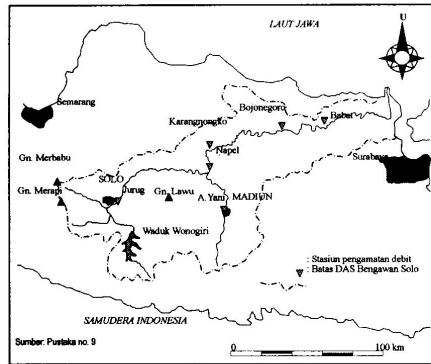 LAUT JAWA
U
Semarang
Bojonegoro
Babat
Karangnongko
Napel
Surabaya
Gn. Merbabu
SOLO
Gn. Merapi
Jurug
Gn. Lawu
A. Yani
MADIUN
Waduk Wonogiri
: Stasiun pengamatan debit
: Batas DAS Bengawan Solo
SAMUDERA INDONESIA
Sumber: Pustaka no. 9
0
100 km